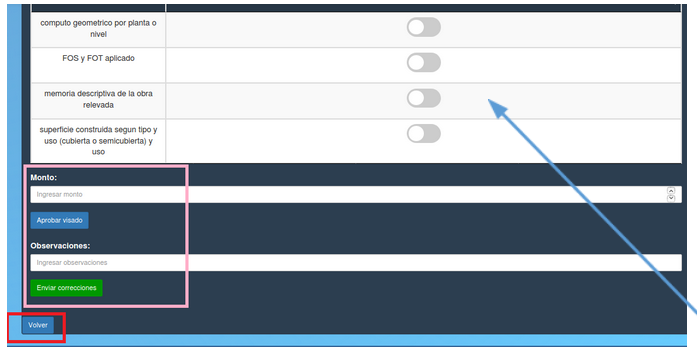 computo geometrico por planta o
nivel
FOS y FOT aplicado
memoria descriptiva de la obra
relevada
superficie construida segun tipo y
uso (cubierta o semicubierta) y
uso
Monto:
Ingresar monto
Aprobar visado
Observaciones:
Ingresar observaciones
Enviar correcciones
Volver